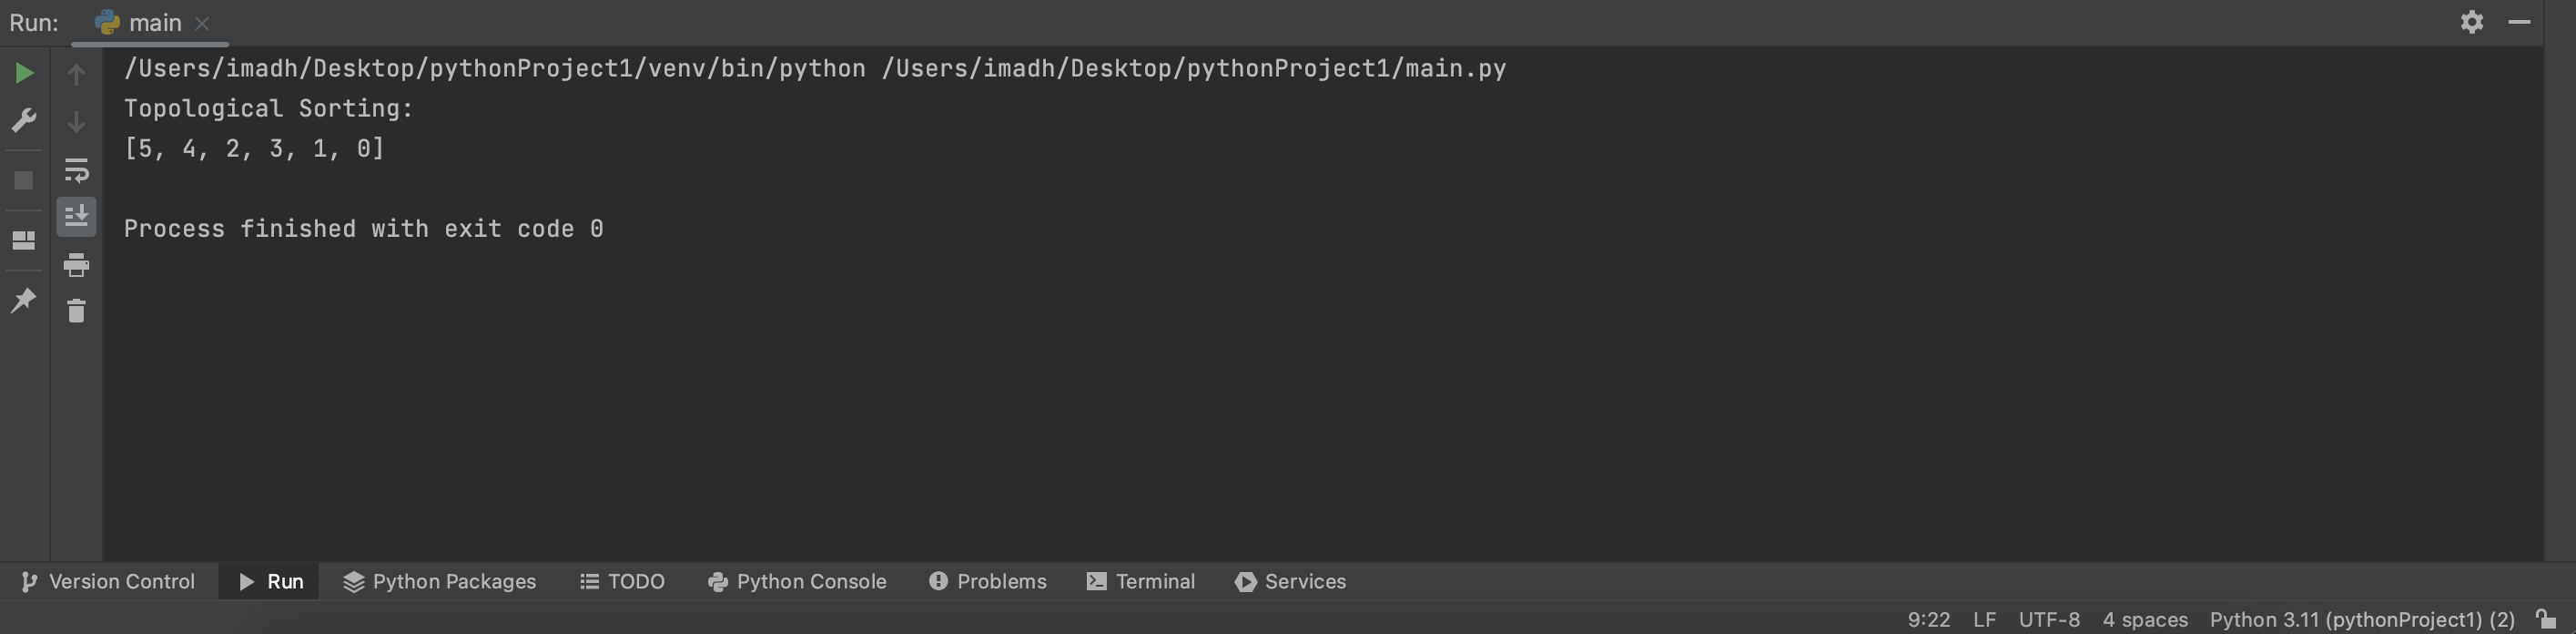 Run: main
/Users/imadh/Desktop/pythonProject1/venv/bin/python /Users/imadh/Desktop/pythonProject1/main.py
Topological Sorting:
[5, 4, 2, 3, 1, 0]
Process finished with exit code 0
Version Control Run Python Packages TODO Python Console Problems Terminal Services
9:22 LF UTF-8 4 spaces Python 3.11 (pythonProject1) (2)